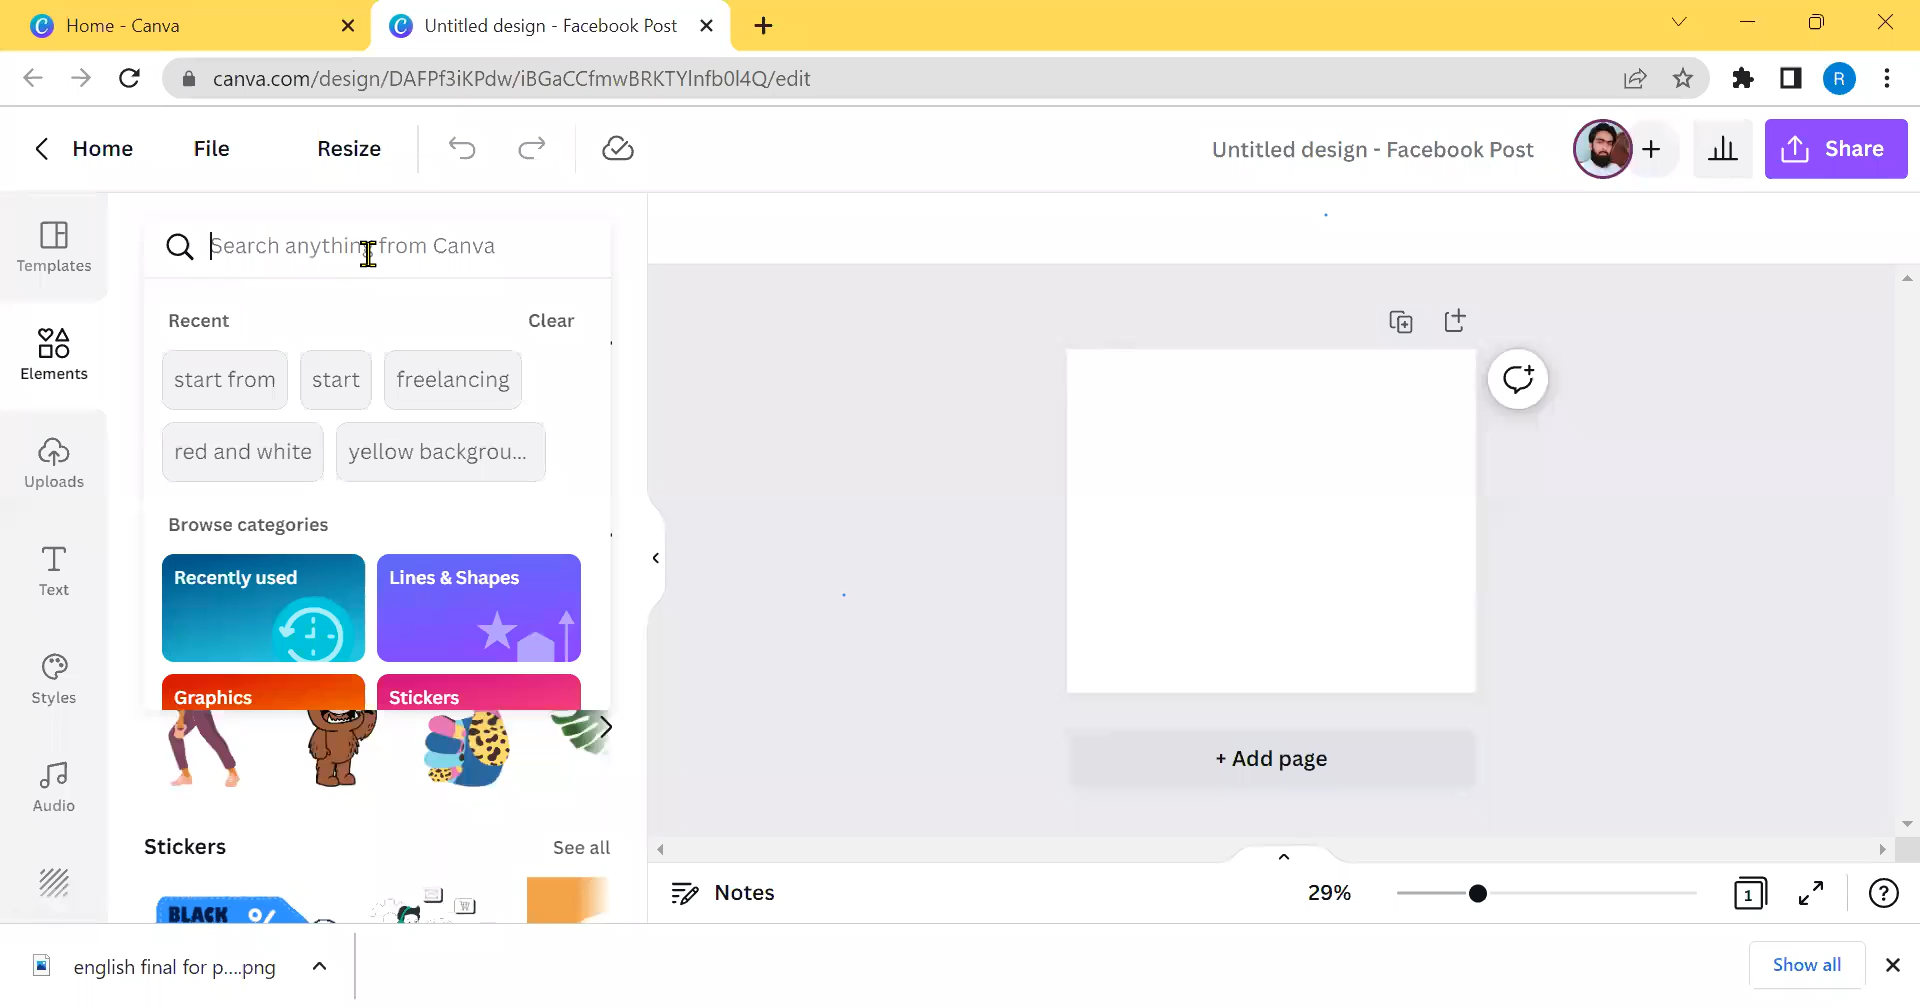 Home - Canva
Untitled design - Facebook Post
canva.com/design/DAFPf3iKPdw/iBGaCCfmwBRKTYlnfb0l4Q/edit
R
Home File Resize
Untitled design - Facebook Post
Share
Templates
Elements
Uploads
Text
Styles
Audio
Search anything from Canva
Recent Clear
start from start freelancing
red and white yellow backgrou...
Browse categories
Recently used Lines & Shapes
Graphics Stickers
Stickers See all
BLACK %
+ Add page
Notes
29%
1
english final for p....png
Show all